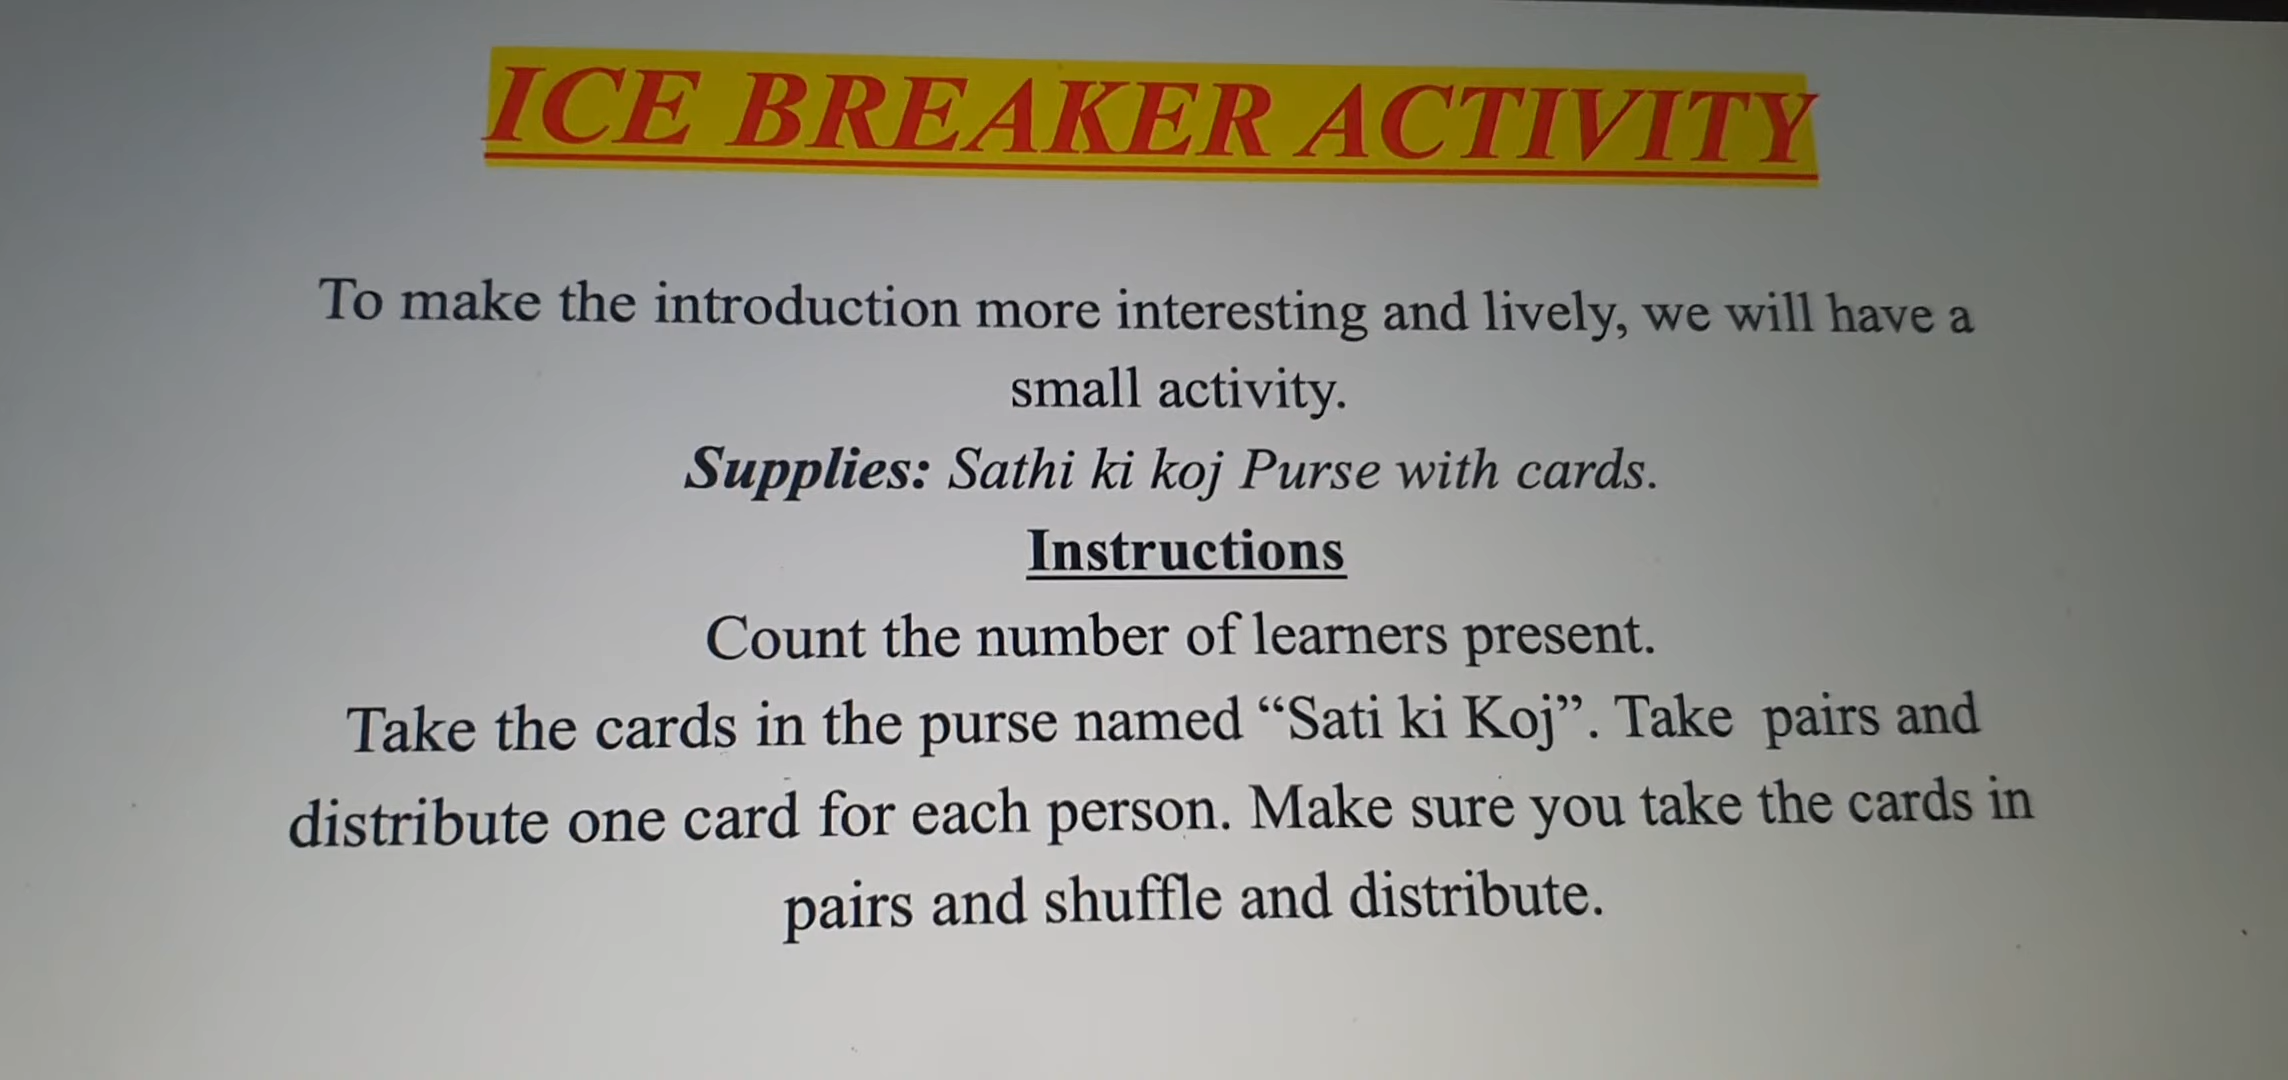 ICE BREAKER ACTIVITY
To make the introduction more interesting and lively, we will have a
small activity.
Supplies: Sathi ki koj Purse with cards.
Instructions
Count the number of learners present.
Take the cards in the purse named “Sati ki Koj”. Take pairs and
distribute one card for each person. Make sure you take the cards in
pairs and shuffle and distribute.